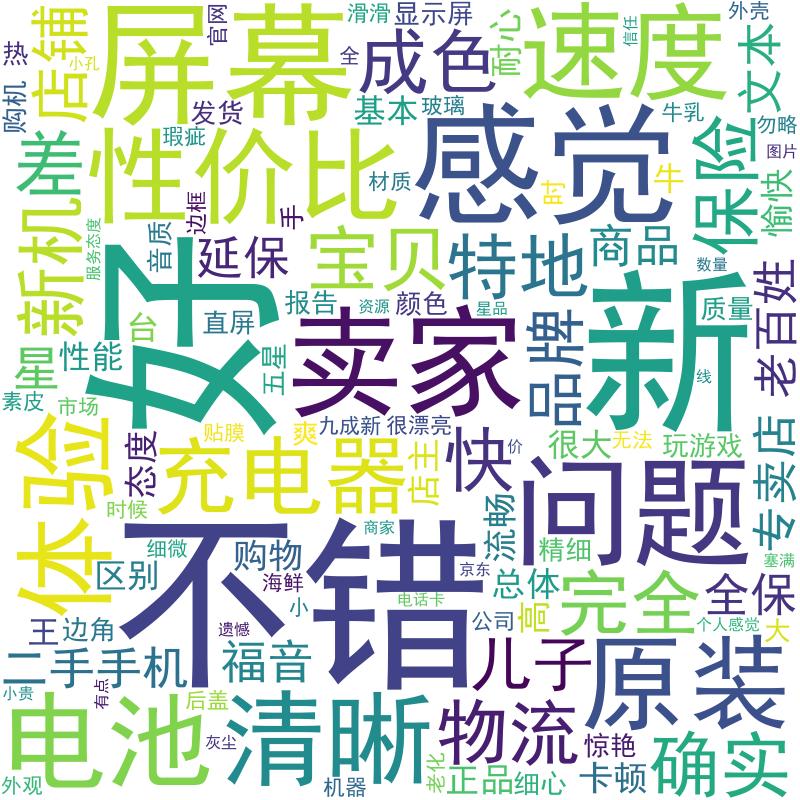 热
店铺
小孔
屏幕
官网
滑滑
显示屏
成色
全
耐心
速度
信任
外壳
文本
购机
发货
基本
玻璃
牛乳
勿略
瑕疵
性价比
感觉
保险
图片
差
新机
材质
时
牛
愉快
边框
手
服务态度
音质
延保
宝贝
特地
商品
数量
好
报告
资源
颜色
星品
新
质量
老百姓
台
直屏
星
性能
五星
卖家
品牌
线
素皮
市场
贴膜
爽
九成新
很漂亮
体验
态度
充电器
店主
快
价
很大
无法
玩游戏
专卖店
问题
时候
不错
商家
流畅
细微
购物
精细
塞满
区别
海鲜
京东
总体
小
电话卡
完全
全保
王
边角
遗憾
公司
高
个人感觉
大
二手手机
福音
儿子
原装
小贵
有点
后盖
电池
灰尘
清晰
物流
惊艳
确实
外观
机器
老化
正品
细心
卡顿